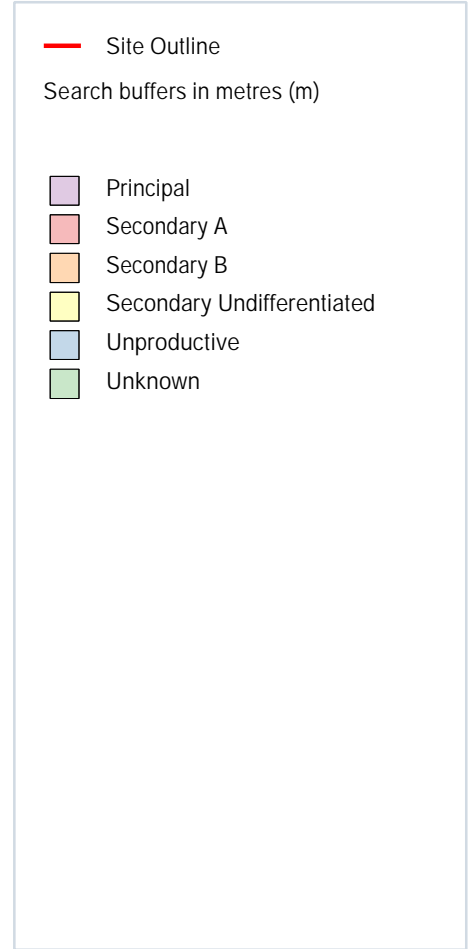 Site Outline
Search buffers in metres (m)
Principal
Secondary A
Secondary B
Secondary Undifferentiated
Unproductive
Unknown